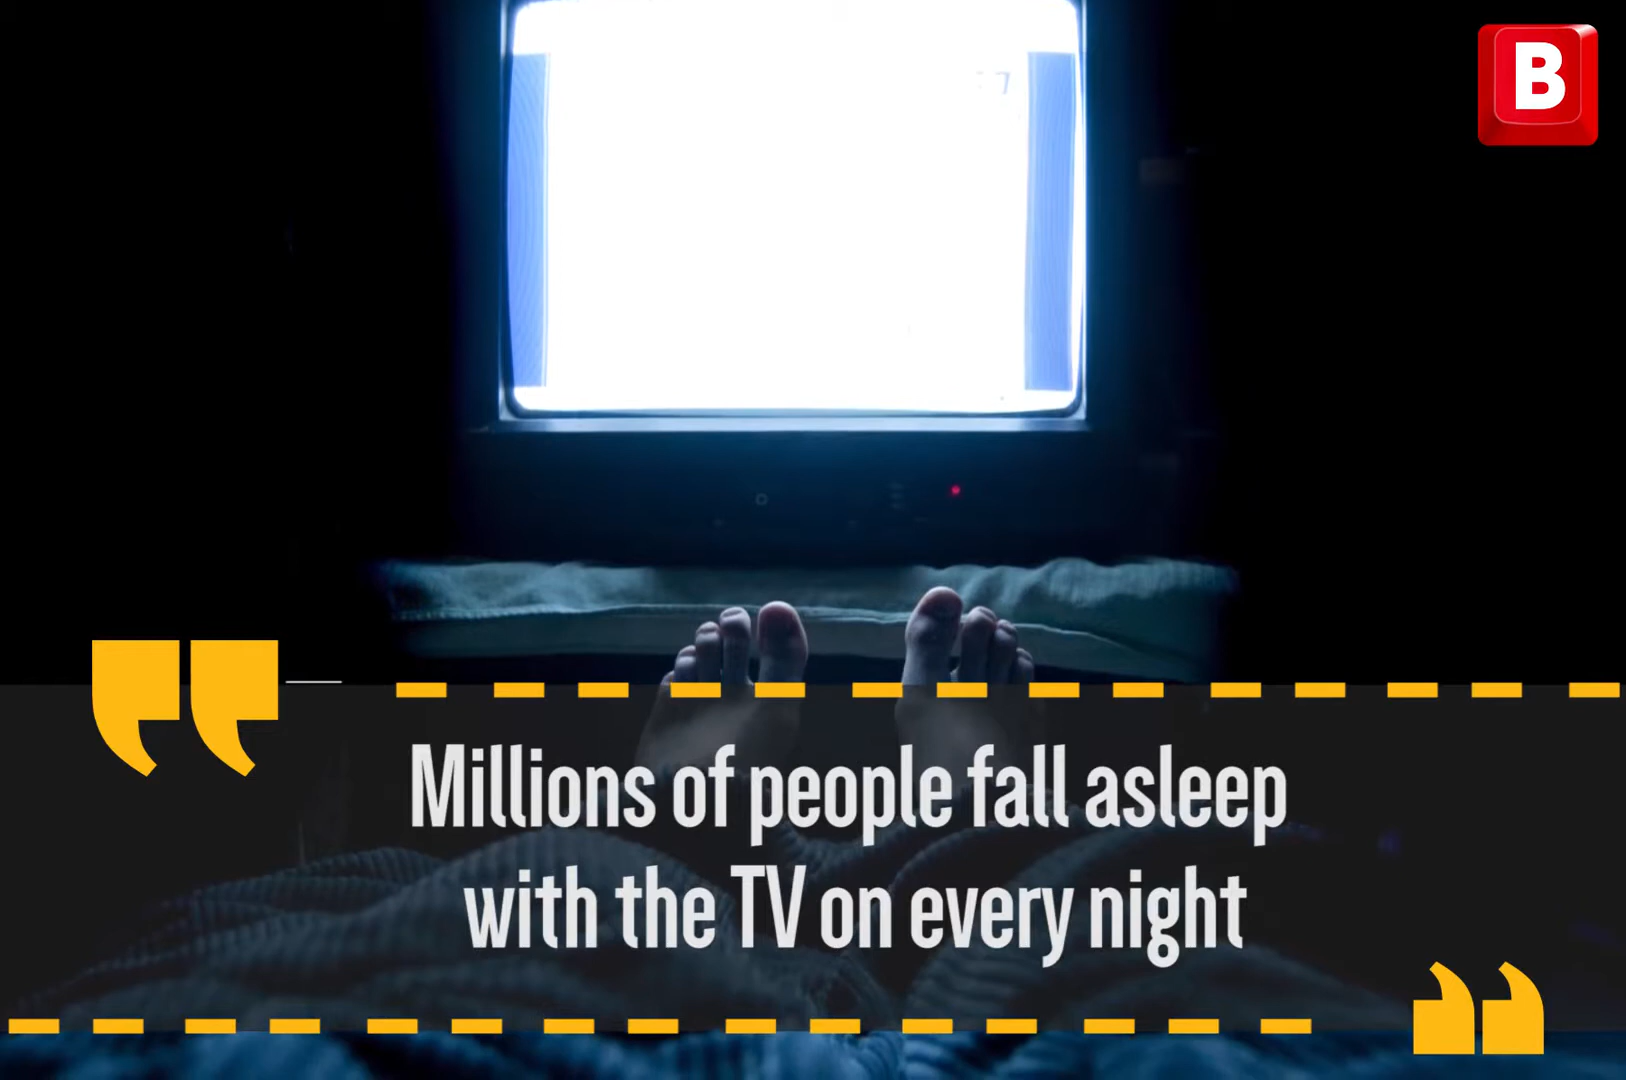 B
Millions of people fall asleep
with the TV on every night